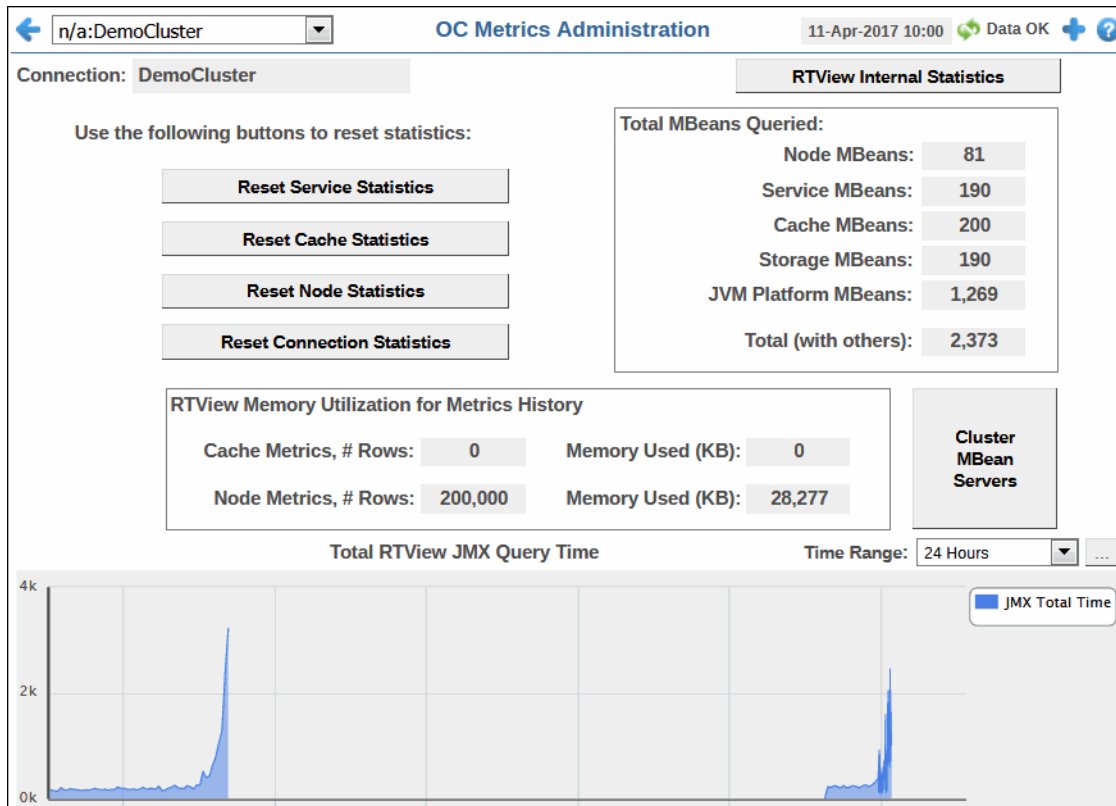 n/a:DemoCluster
OC Metrics Administration
11-Apr-2017 10:00
Data OK
?
Connection: DemoCluster
RTView Internal Statistics
Use the following buttons to reset statistics:
Reset Service Statistics
Reset Cache Statistics
Reset Node Statistics
Reset Connection Statistics
Total MBeans Queried:
Node MBeans: 81
Service MBeans: 190
Cache MBeans: 200
Storage MBeans: 190
JVM Platform MBeans: 1,269
Total (with others): 2,373
RTView Memory Utilization for Metrics History
Cache Metrics, # Rows: 0 Memory Used (KB): 0
Node Metrics, # Rows: 200,000 Memory Used (KB): 28,277
Cluster
MBean
Servers
Total RTView JMX Query Time
Time Range: 24 Hours ...
4k
2k
0k
JMX Total Time